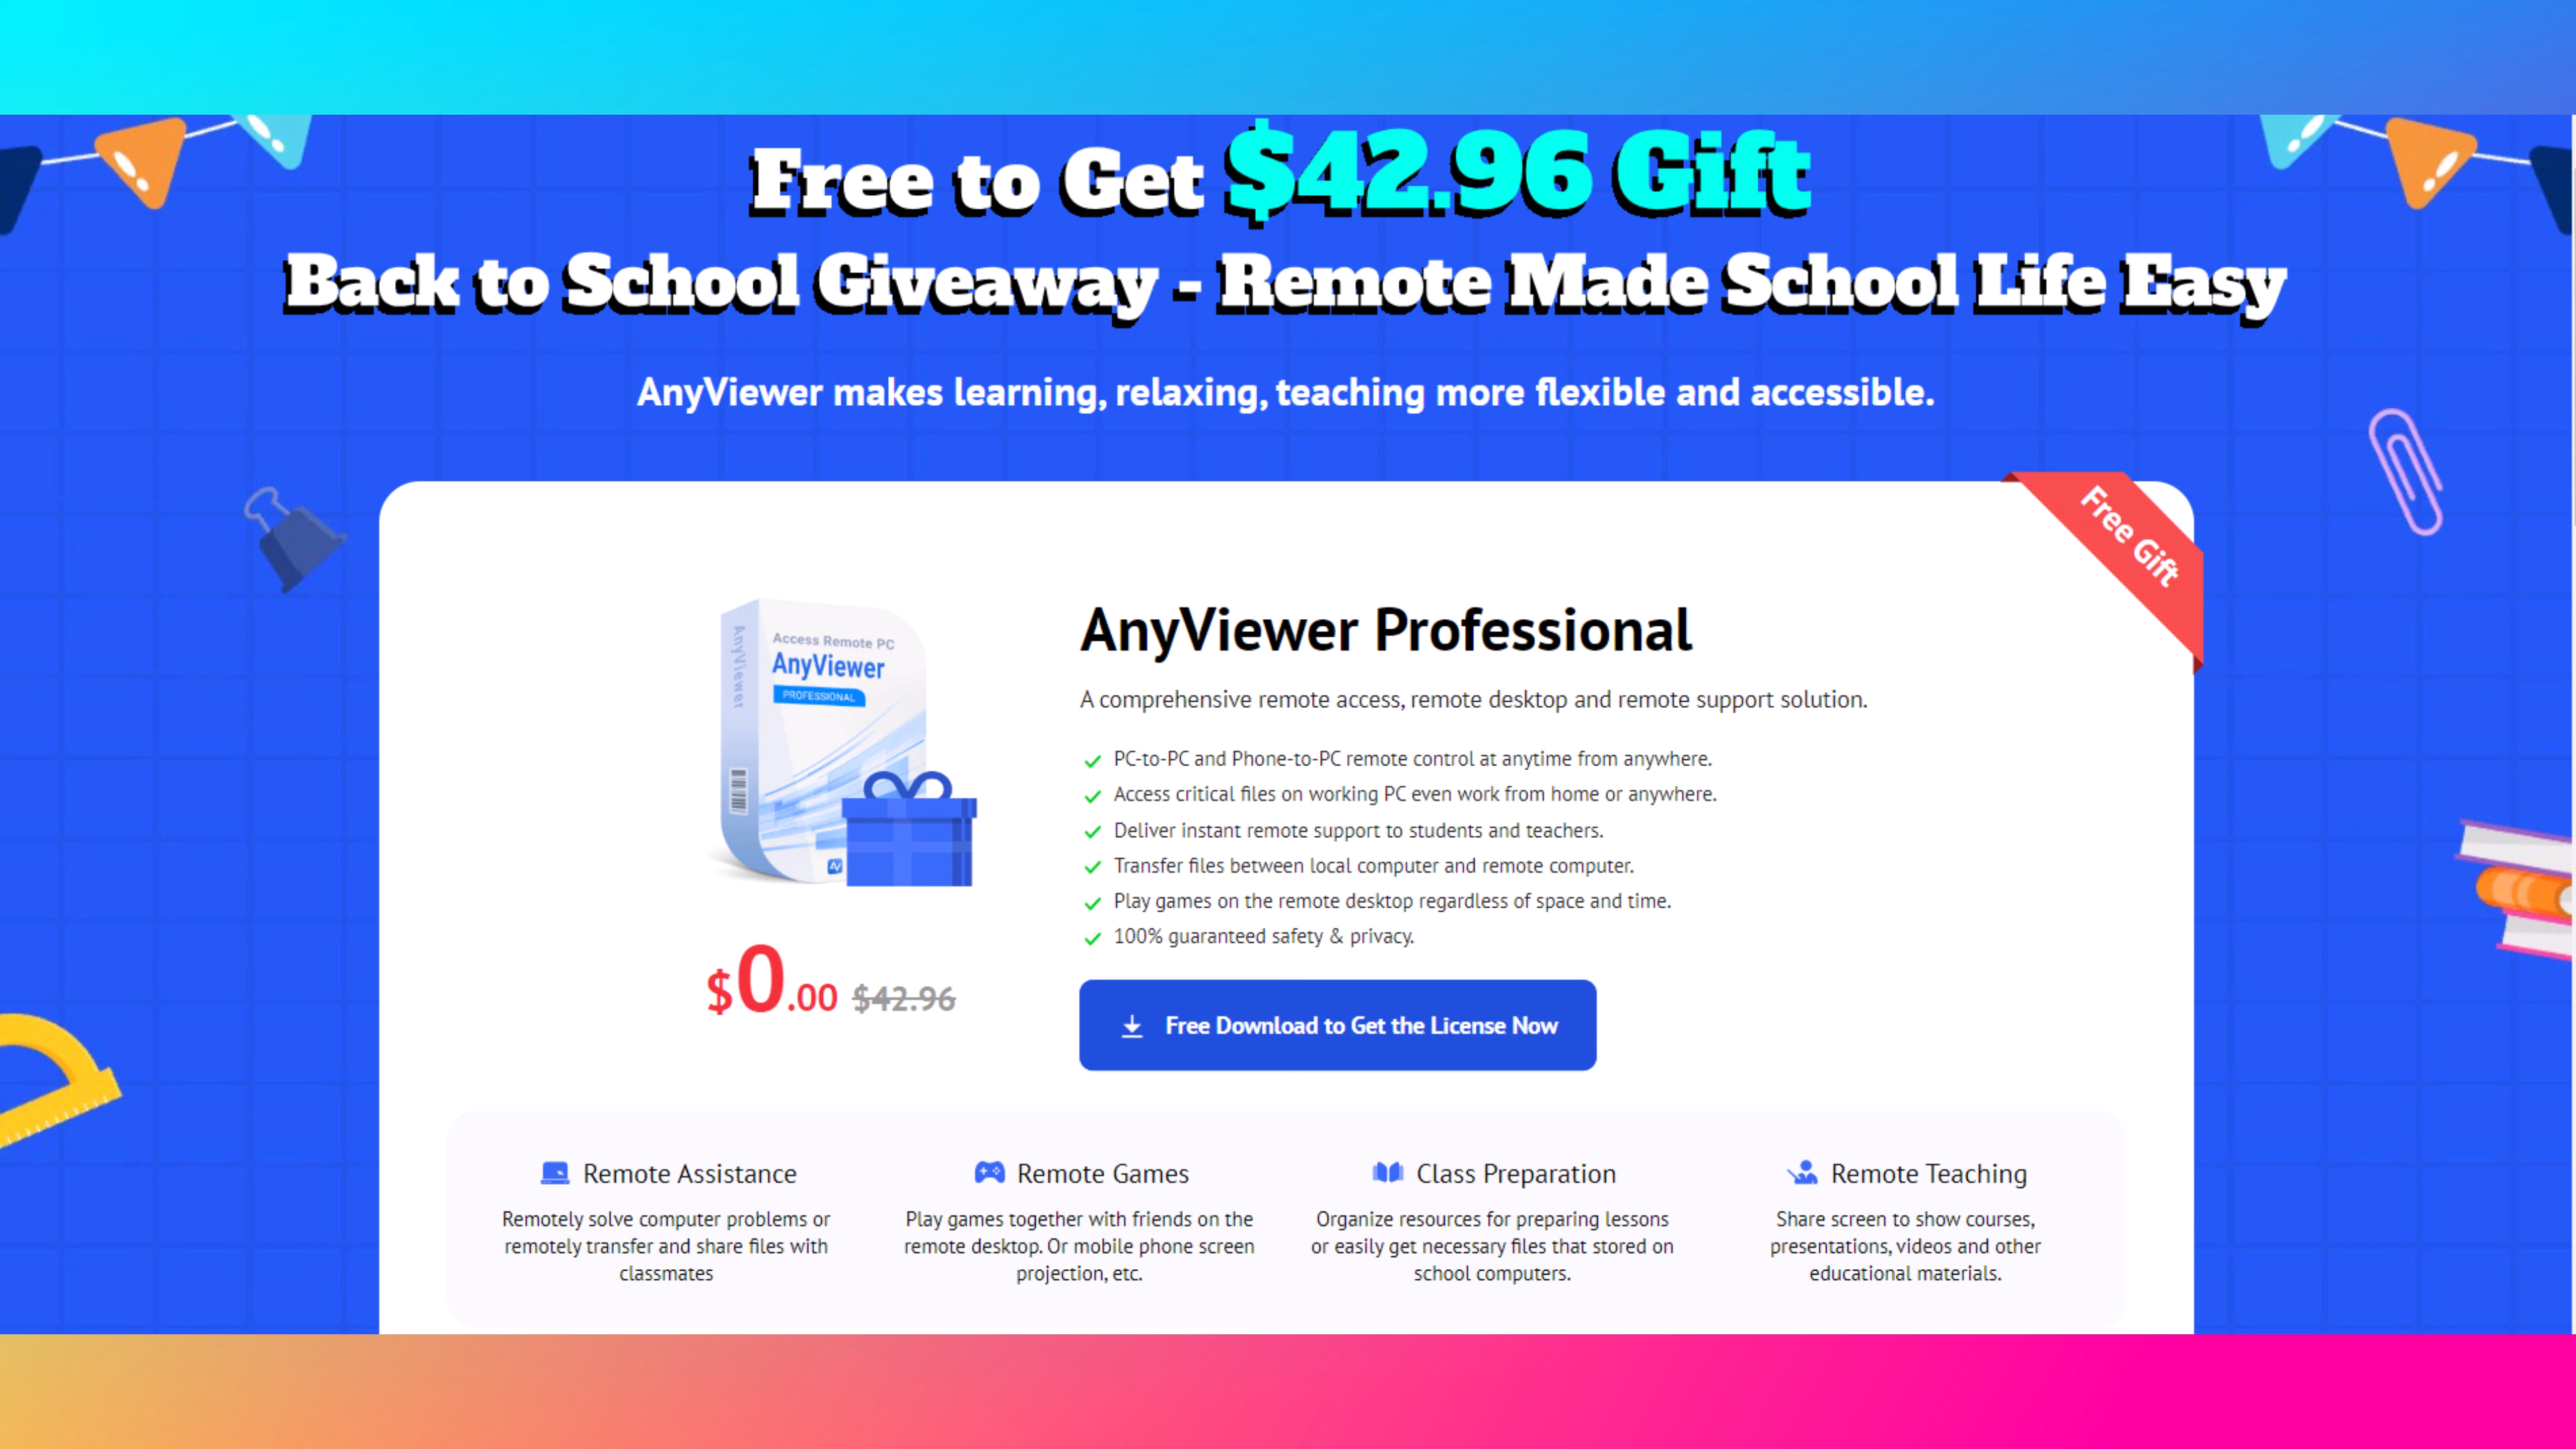 Free to Get $42.96 Gift
Back to School Giveaway - Remote Made School Life Easy
AnyViewer makes learning, relaxing, teaching more flexible and accessible.
Free Gift
AnyViewer
Access Remote PC
AnyViewer
PROFESSIONAL
$0.00 $42.96
AnyViewer Professional
A comprehensive remote access, remote desktop and remote support solution.
PC-to-PC and Phone-to-PC remote control at anytime from anywhere.
Access critical files on working PC even work from home or anywhere.
Deliver instant remote support to students and teachers.
Transfer files between local computer and remote computer.
Play games on the remote desktop regardless of space and time.
100% guaranteed safety & privacy.
Free Download to Get the License Now
Remote Assistance
Remotely solve computer problems or
remotely transfer and share files with
classmates
Remote Games
Play games together with friends on the
remote desktop. Or mobile phone screen
projection, etc.
Class Preparation
Organize resources for preparing lessons
or easily get necessary files that stored on
school computers.
Remote Teaching
Share screen to show courses,
presentations, videos and other
educational materials.